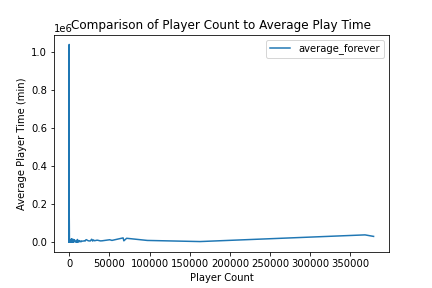 Comparison of Player Count to Average Play Time
1e6
average_forever
1.0
0.8
0.6
0.4
0.2
0.0
Average Player Time (min)
0 50000 100000 150000 200000 250000 300000 350000
Player Count